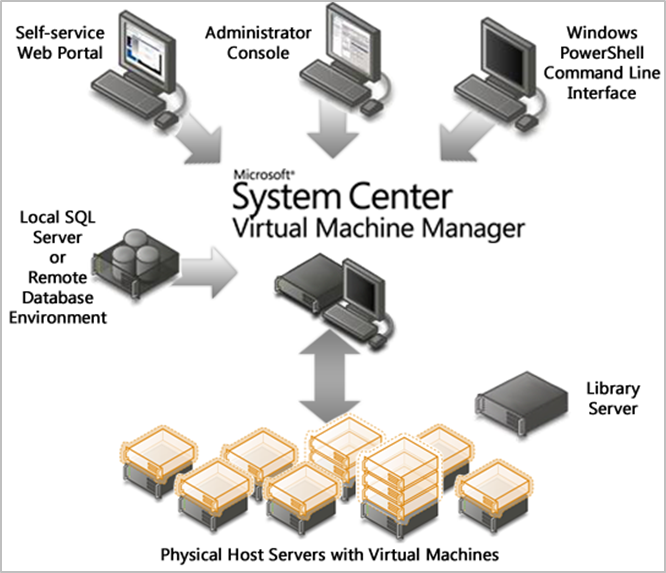 Self-service
Web Portal
Administrator
Console
Windows
PowerShell
Command Line
Interface
Microsoft®
System Center
Virtual Machine Manager
Local SQL
Server
or
Remote
Database
Environment
Library
Server
Physical Host Servers with Virtual Machines